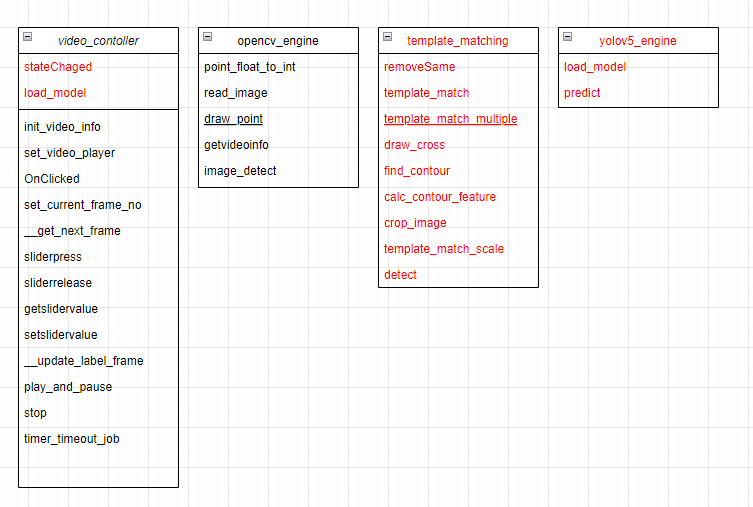 video_contoller
stateChaged
load_model
init_video_info
set_video_player
OnClicked
set_current_frame_no
__get_next_frame
sliderpress
sliderrelease
getslidervalue
setslidervalue
__update_label_frame
play_and_pause
stop
timer_timeout_job
opencv_engine
point_float_to_int
read_image
draw_point
getvideoinfo
image_detect
template_matching
removeSame
template_match
template_match_multiple
draw_cross
find_contour
calc_contour_feature
crop_image
template_match_scale
detect
yolov5_engine
load_model
predict